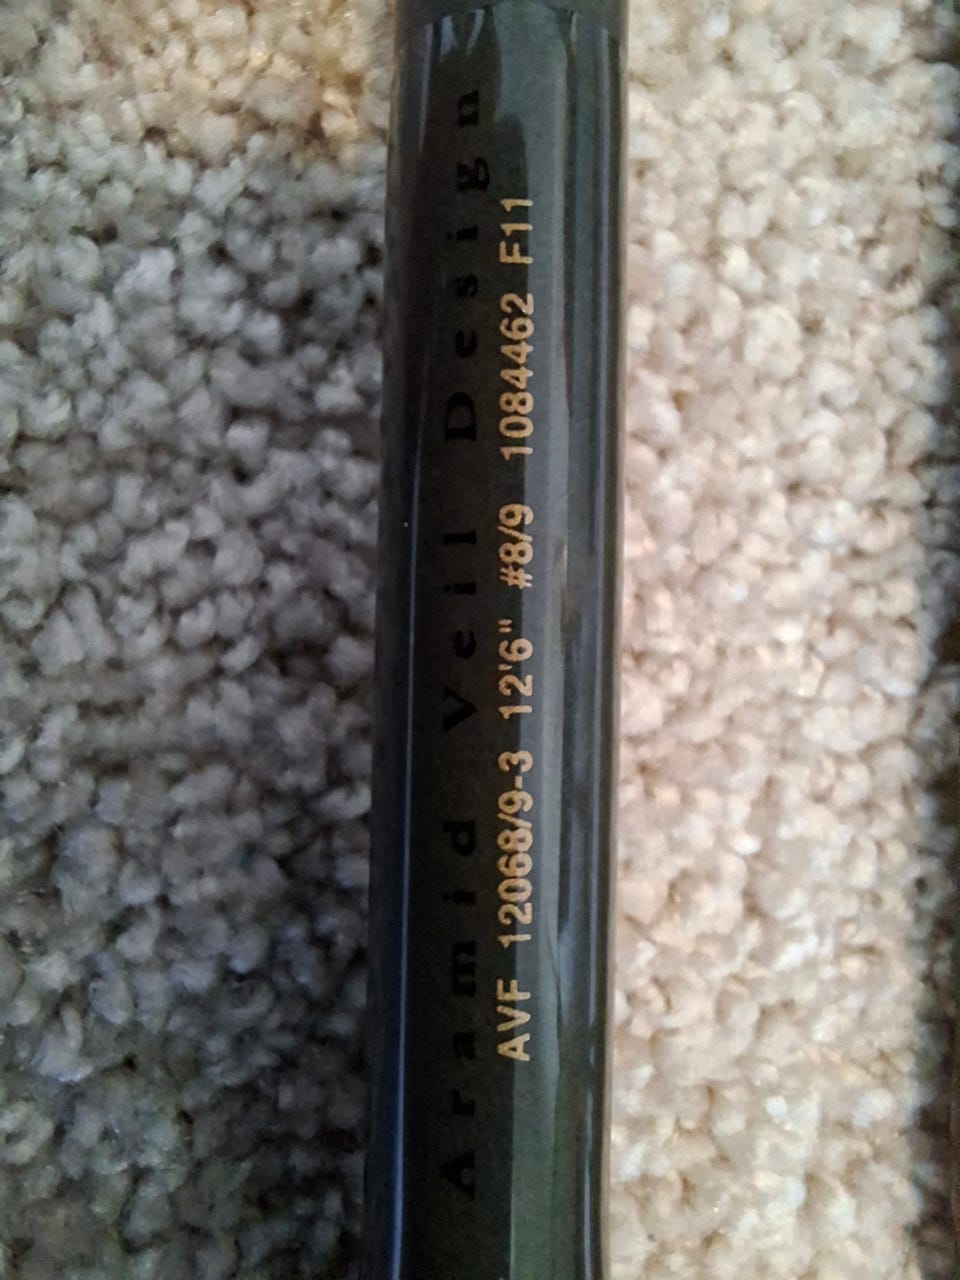 Aramid Veil Design
AVF 12068/9-3 12'6" #8/9 1084462 F11